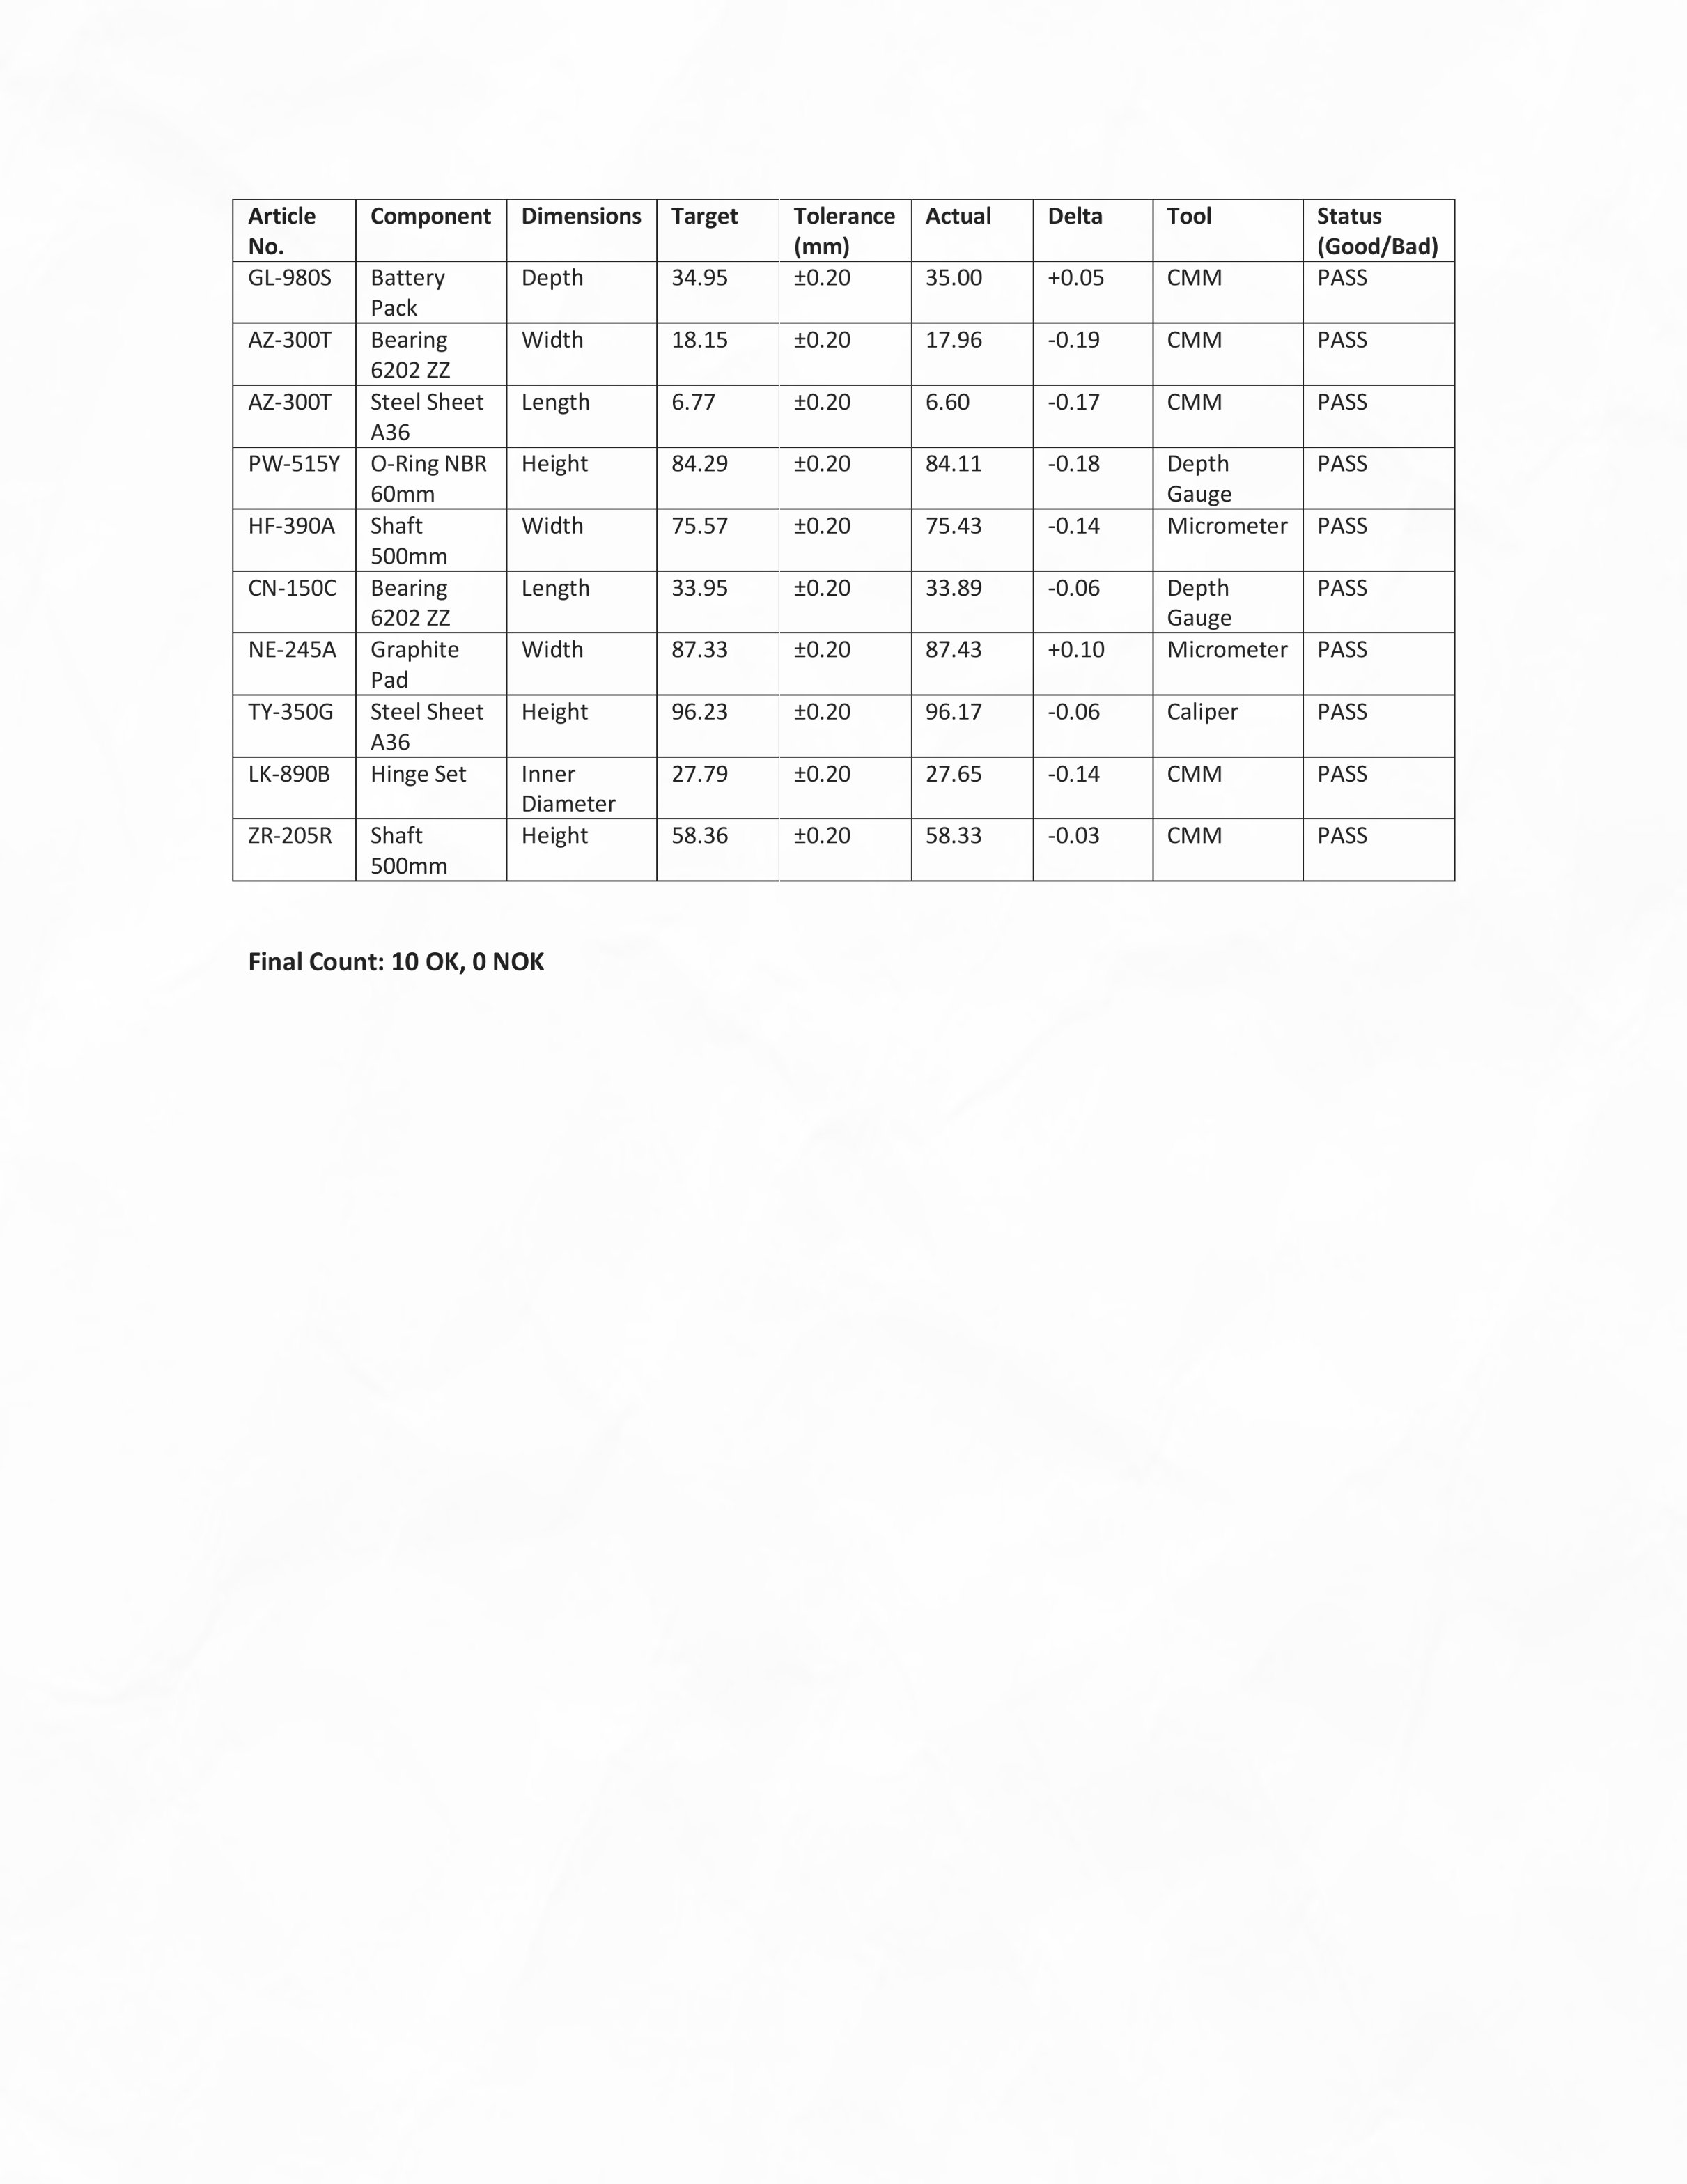 Article No. Component Dimensions Target Tolerance (mm) Actual Delta Tool Status (Good/Bad)
GL-980S Battery Pack Depth 34.95 ±0.20 35.00 +0.05 CMM PASS
AZ-300T Bearing 6202 ZZ Width 18.15 ±0.20 17.96 -0.19 CMM PASS
AZ-300T Steel Sheet A36 Length 6.77 ±0.20 6.60 -0.17 CMM PASS
PW-515Y O-Ring NBR 60mm Height 84.29 ±0.20 84.11 -0.18 Depth Gauge PASS
HF-390A Shaft 500mm Width 75.57 ±0.20 75.43 -0.14 Micrometer PASS
CN-150C Bearing 6202 ZZ Length 33.95 ±0.20 33.89 -0.06 Depth Gauge PASS
NE-245A Graphite Pad Width 87.33 ±0.20 87.43 +0.10 Micrometer PASS
TY-350G Steel Sheet A36 Height 96.23 ±0.20 96.17 -0.06 Caliper PASS
LK-890B Hinge Set Inner Diameter 27.79 ±0.20 27.65 -0.14 CMM PASS
ZR-205R Shaft 500mm Height 58.36 ±0.20 58.33 -0.03 CMM PASS
Final Count: 10 OK, 0 NOK